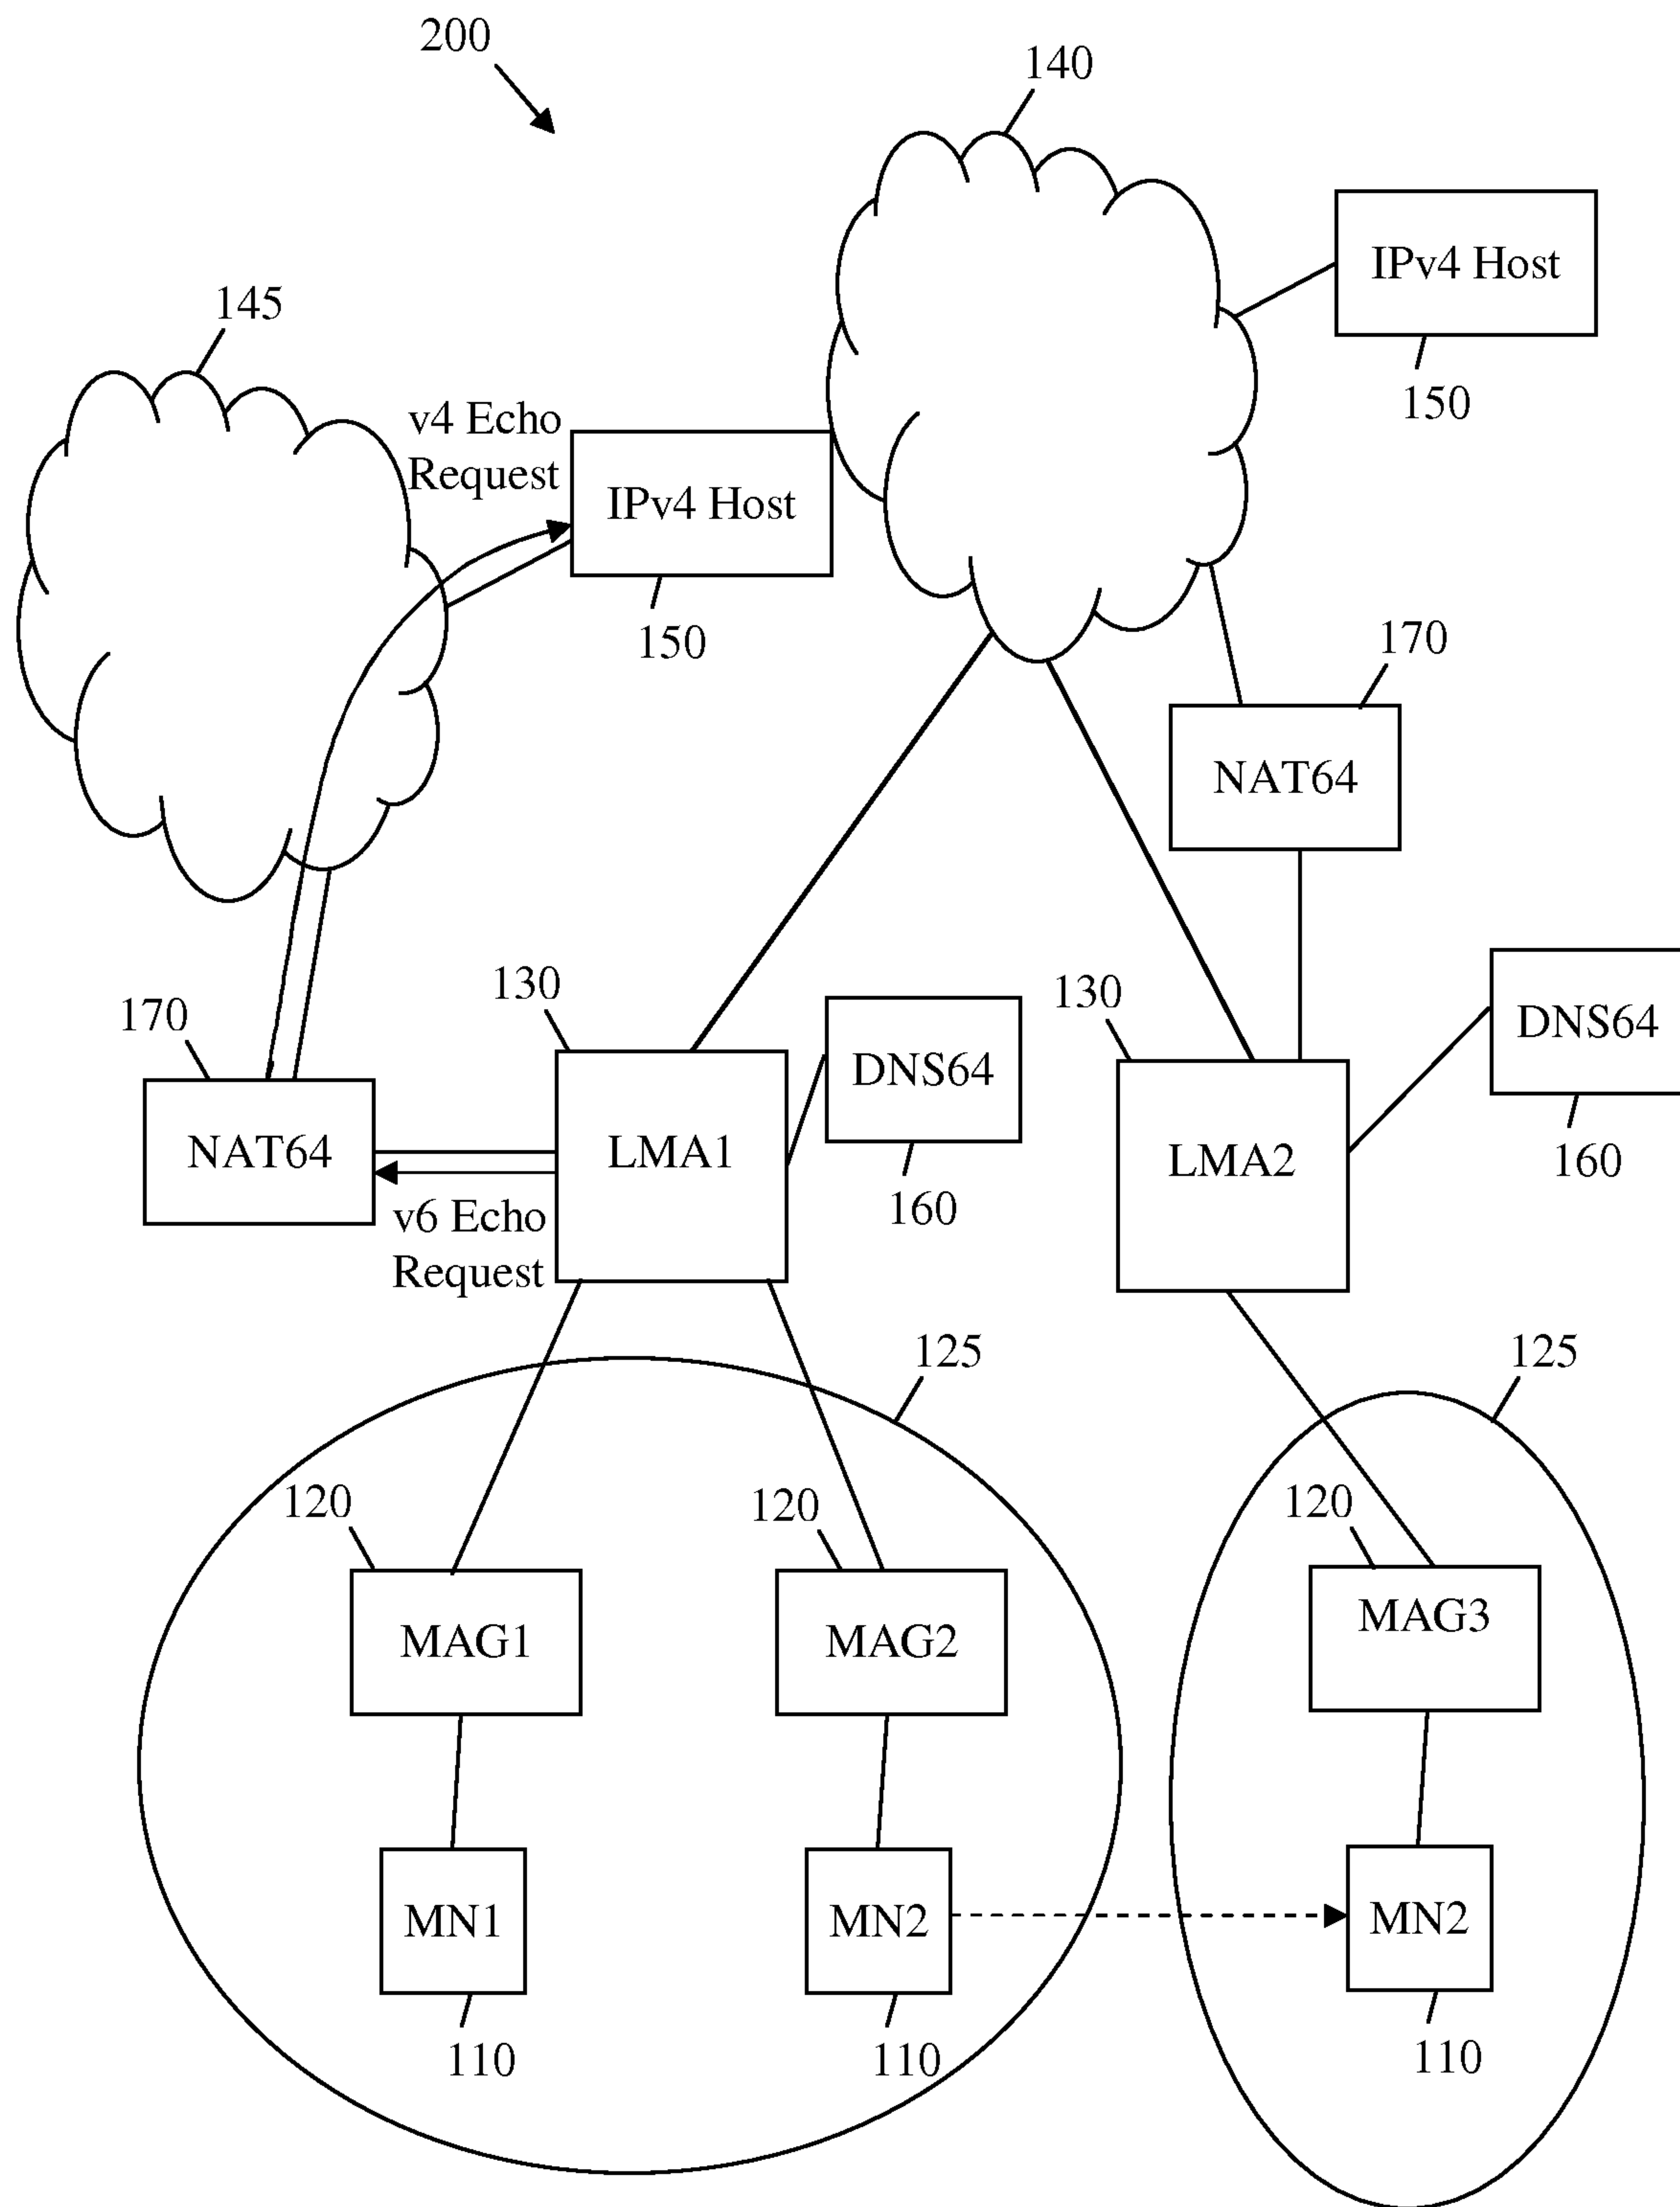 200
140
IPv4 Host
150
145
v4 Echo
Request
IPv4 Host
150
170
NAT64
130
DNS64
160
LMA2
130
DNS64
160
LMA1
170
NAT64
v6 Echo
Request
125
125
120
MAG1
120
MAG2
120
MAG3
MN1
110
MN2
110
MN2
110